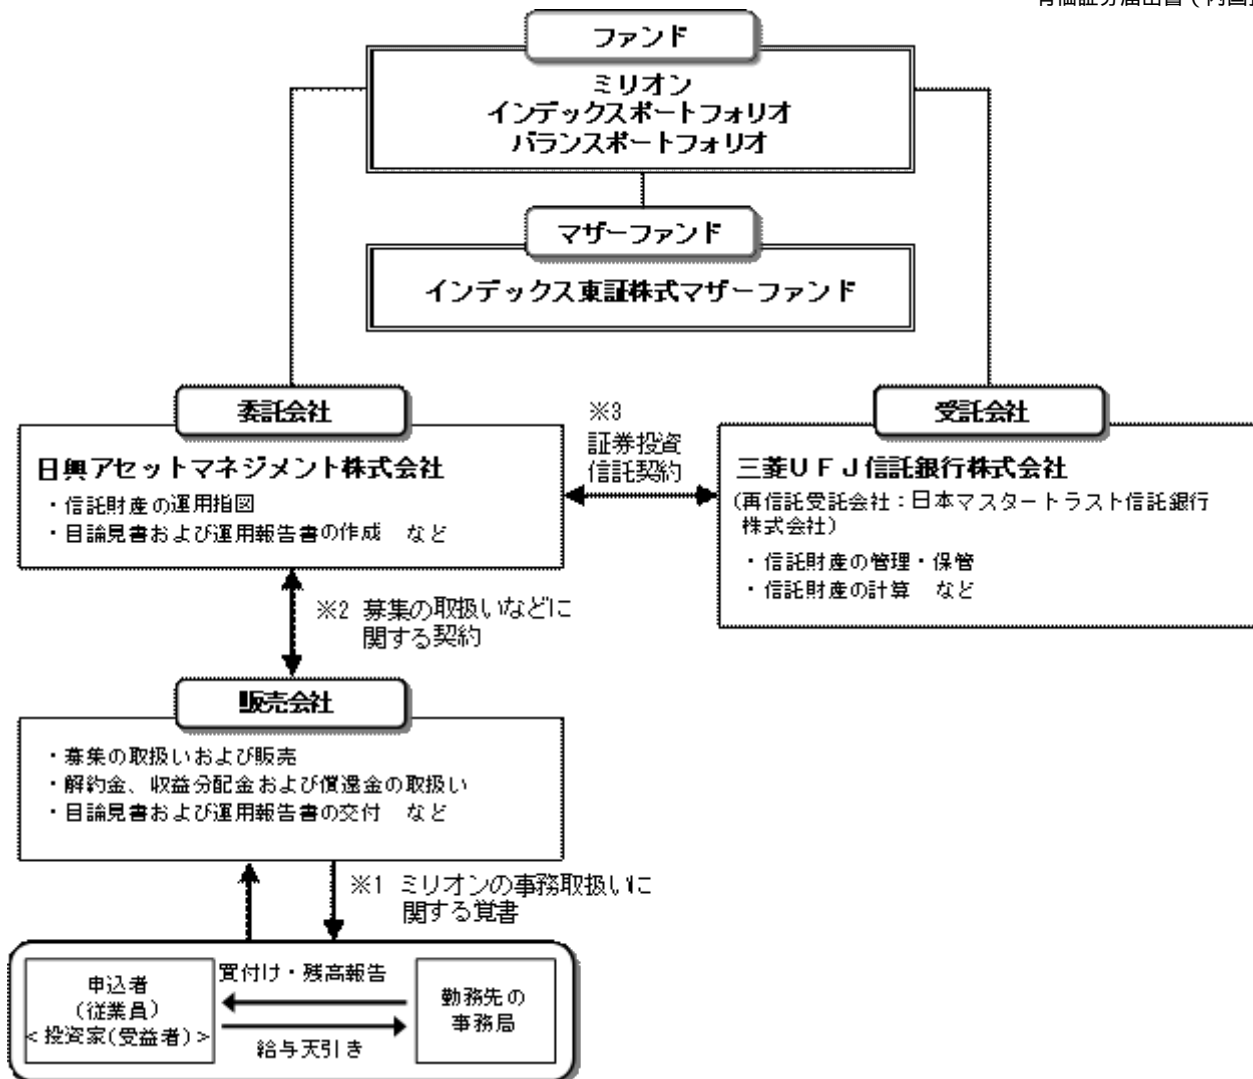 ファンド
ミリオン
インデックスポートフォリオ
バランスポートフォリオ
マザーファンド
インデックス東証株式マザーファンド
委託会社
日興アセットマネジメント株式会社
・信託財産の運用指図
・目論見書および運用報告書の作成 など
※3
証券投資
信託契約
受託会社
三菱UFJ信託銀行株式会社
(再信託受託会社：日本マスタートラスト信託銀行
株式会社)
・信託財産の管理・保管
・信託財産の計算 など
※2 募集の取扱いなどに
関する契約
販売会社
・募集の取扱いおよび販売
・解約金、収益分配金および償還金の取扱い
・目論見書および運用報告書の交付 など
※1 ミリオンの事務取扱いに
関する覚書
申込者
(従業員)
<投資家(受益者)>
買付け・残高報告
給与天引き
勤務先の
事務局